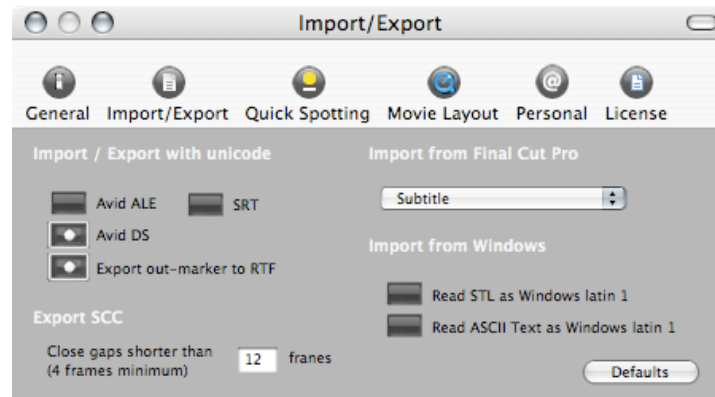 Import/Export
General Import/Export Quick Spotting Movie Layout Personal License
Import / Export with unicode
Avid ALE SRT
Avid DS
Export out-marker to RTF
Export SCC
Close gaps shorter than
(4 frames minimum)
12 franes
Import from Final Cut Pro
Subtitle
Import from Windows
Read STL as Windows latin 1
Read ASCII Text as Windows latin 1
Defaults